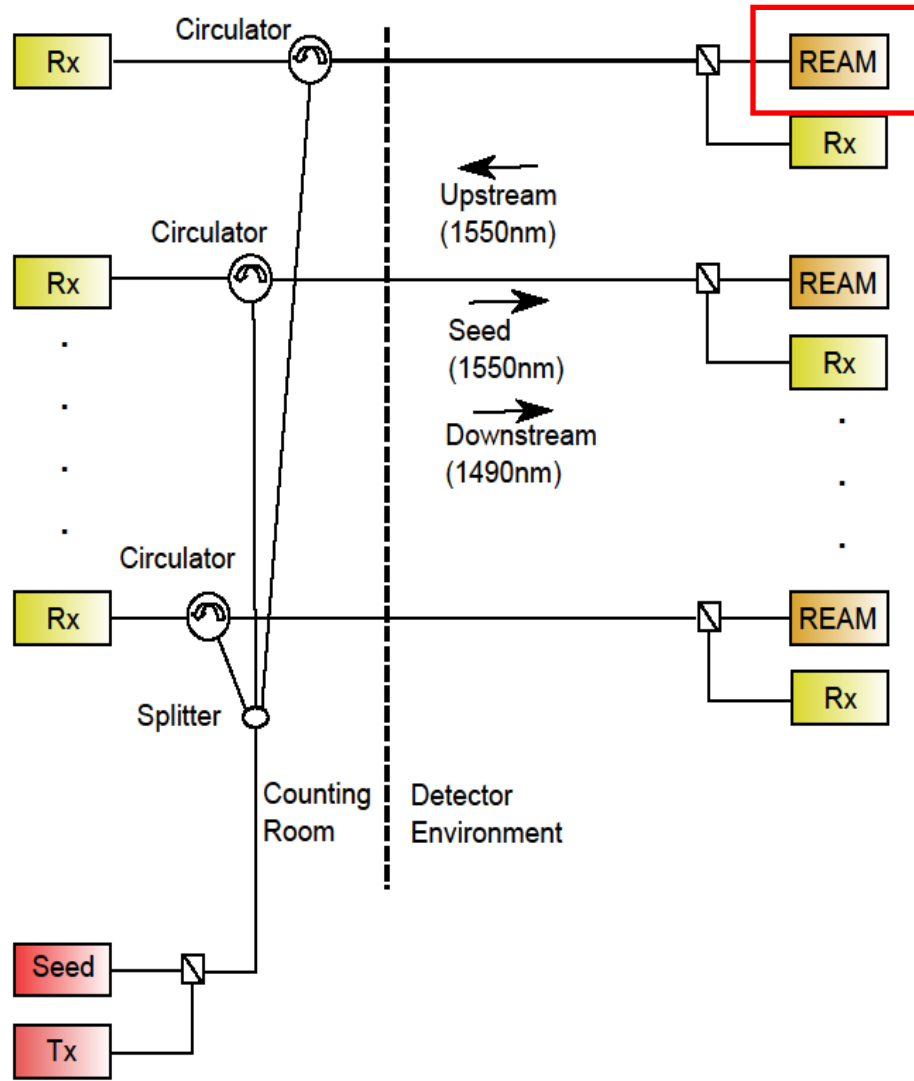 Circulator
Rx
REAM
Rx
Upstream
(1550nm)
Circulator
Rx
REAM
Seed
(1550nm)
Rx
Downstream
(1490nm)
Circulator
Rx
REAM
Rx
Splitter
Counting
Room
Detector
Environment
Seed
Tx